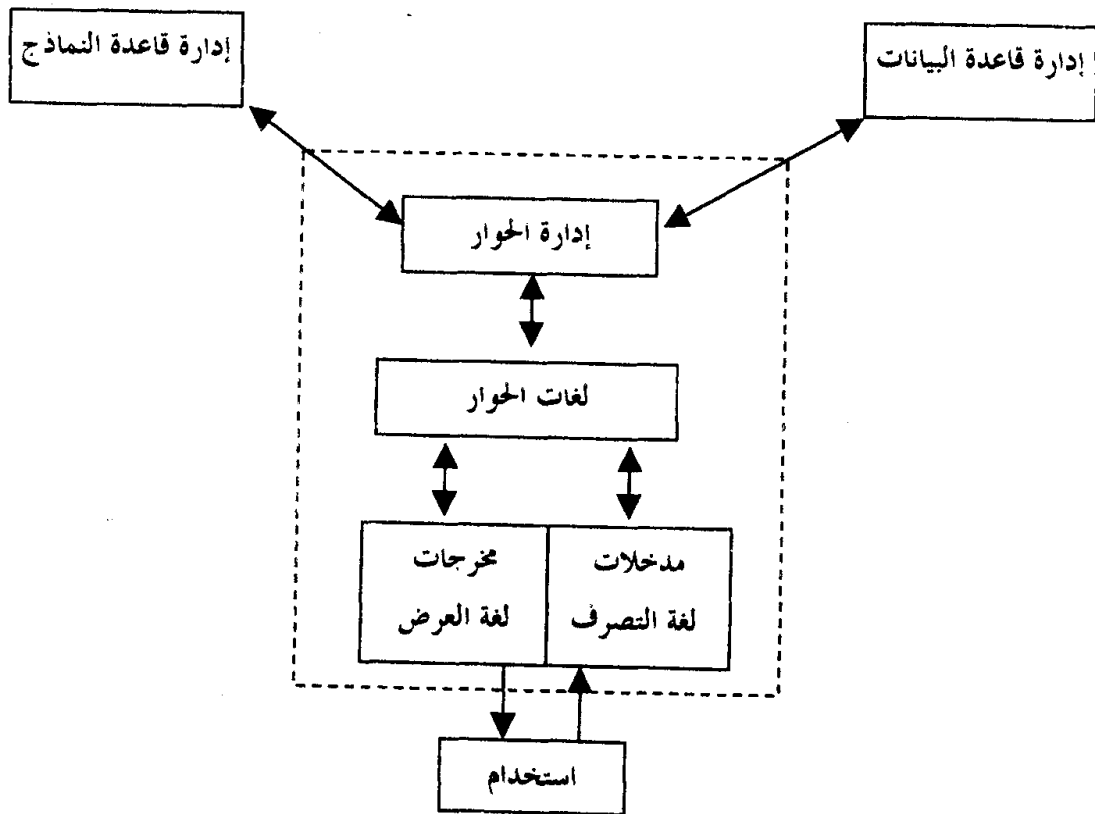 إدارة قاعدة البيانات
إدارة قاعدة النماذج
إدارة الحوار
لغات الحوار
مدخلات
لغة التصرف
مخرجات
لغة العرض
استخدام